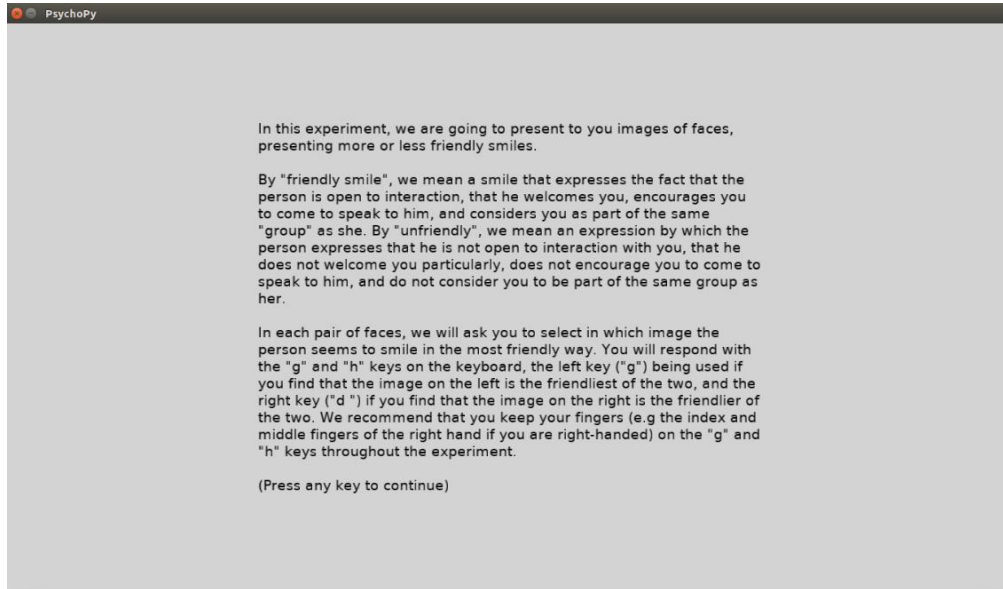 PsychoPy
In this experiment, we are going to present to you images of faces,
presenting more or less friendly smiles.
By "friendly smile", we mean a smile that expresses the fact that the
person is open to interaction, that he welcomes you, encourages you
to come to speak to him, and considers you as part of the same
"group" as she. By "unfriendly", we mean an expression by which the
person expresses that he is not open to interaction with you, that he
does not welcome you particularly, does not encourage you to come to
speak to him, and do not consider you to be part of the same group as
her.
In each pair of faces, we will ask you to select in which image the
person seems to smile in the most friendly way. You will respond with
the "g" and "h" keys on the keyboard, the left key ("g") being used if
you find that the image on the left is the friendliest of the two, and the
right key ("d ") if you find that the image on the right is the friendlier of
the two. We recommend that you keep your fingers (e.g the index and
middle fingers of the right hand if you are right-handed) on the "g" and
"h" keys throughout the experiment.
(Press any key to continue)